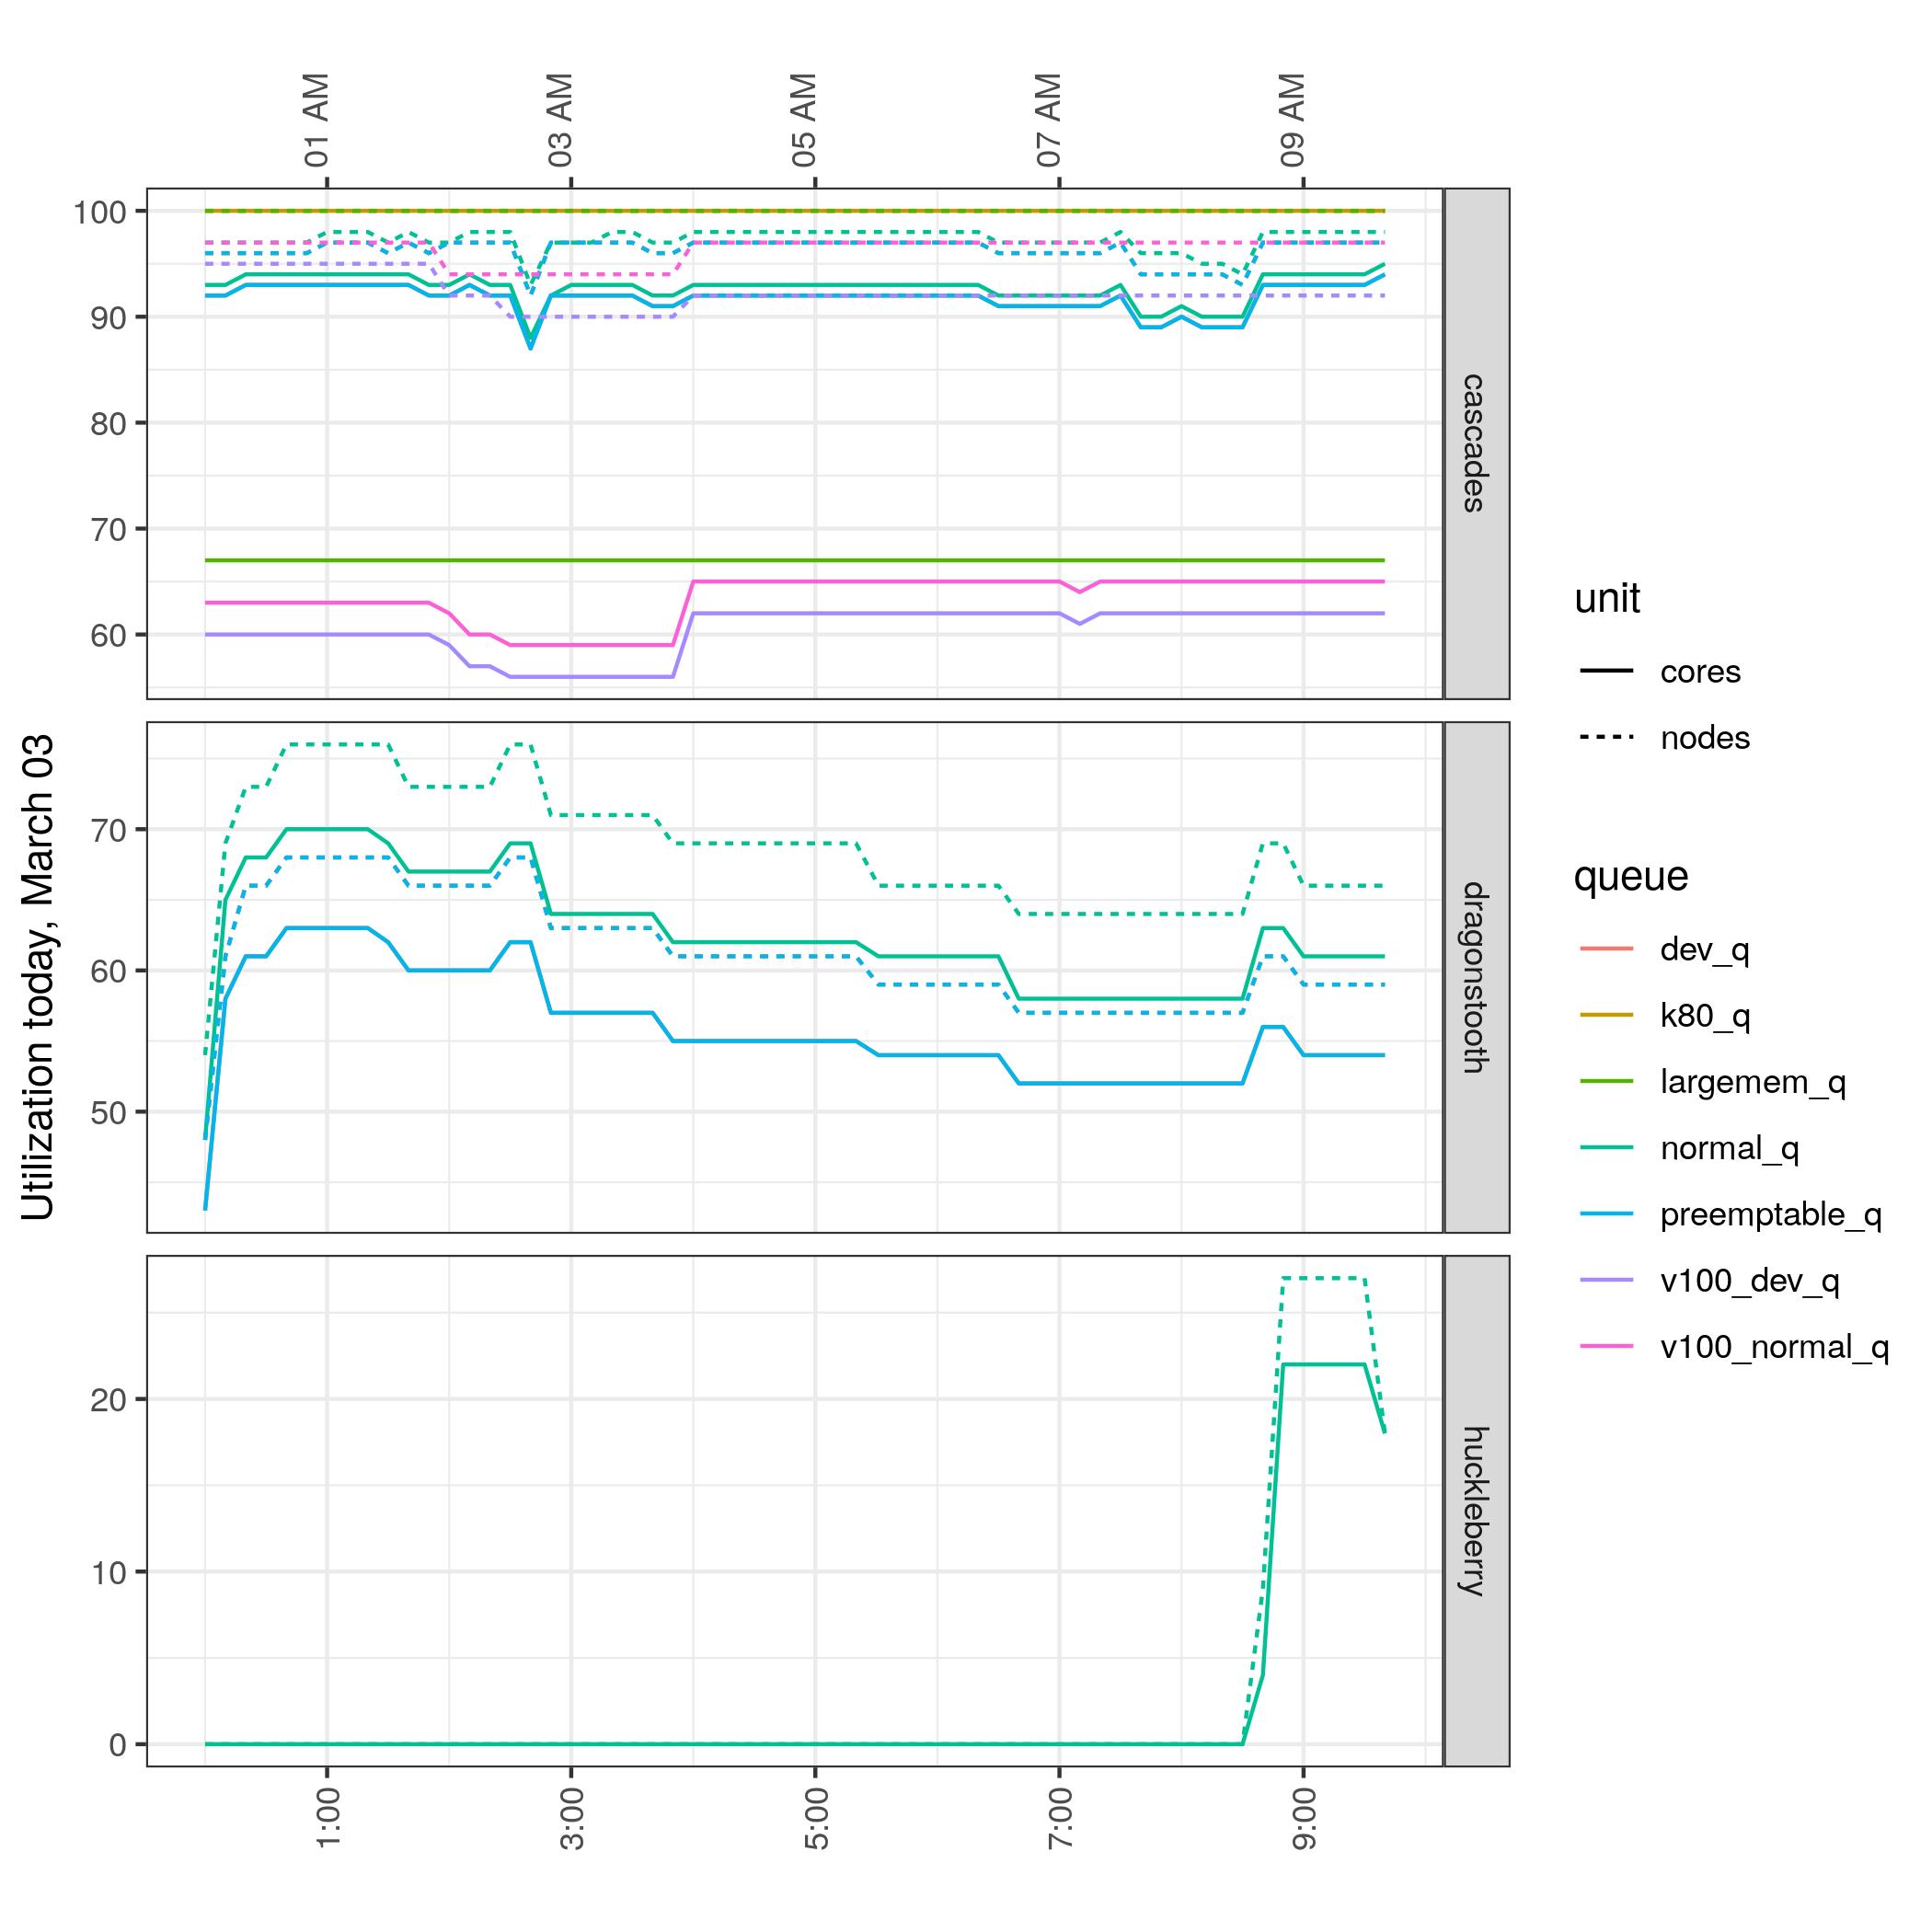 01 AM
03 AM
05 AM
07 AM
09 AM
Utilization today, March 03
100
90
80
70
60
cascades
70
60
50
dragonstooth
20
10
0
huckleberry
1:00
3:00
5:00
7:00
9:00
unit
cores
nodes
queue
dev_q
k80_q
largemem_q
normal_q
preemptable_q
v100_dev_q
v100_normal_q